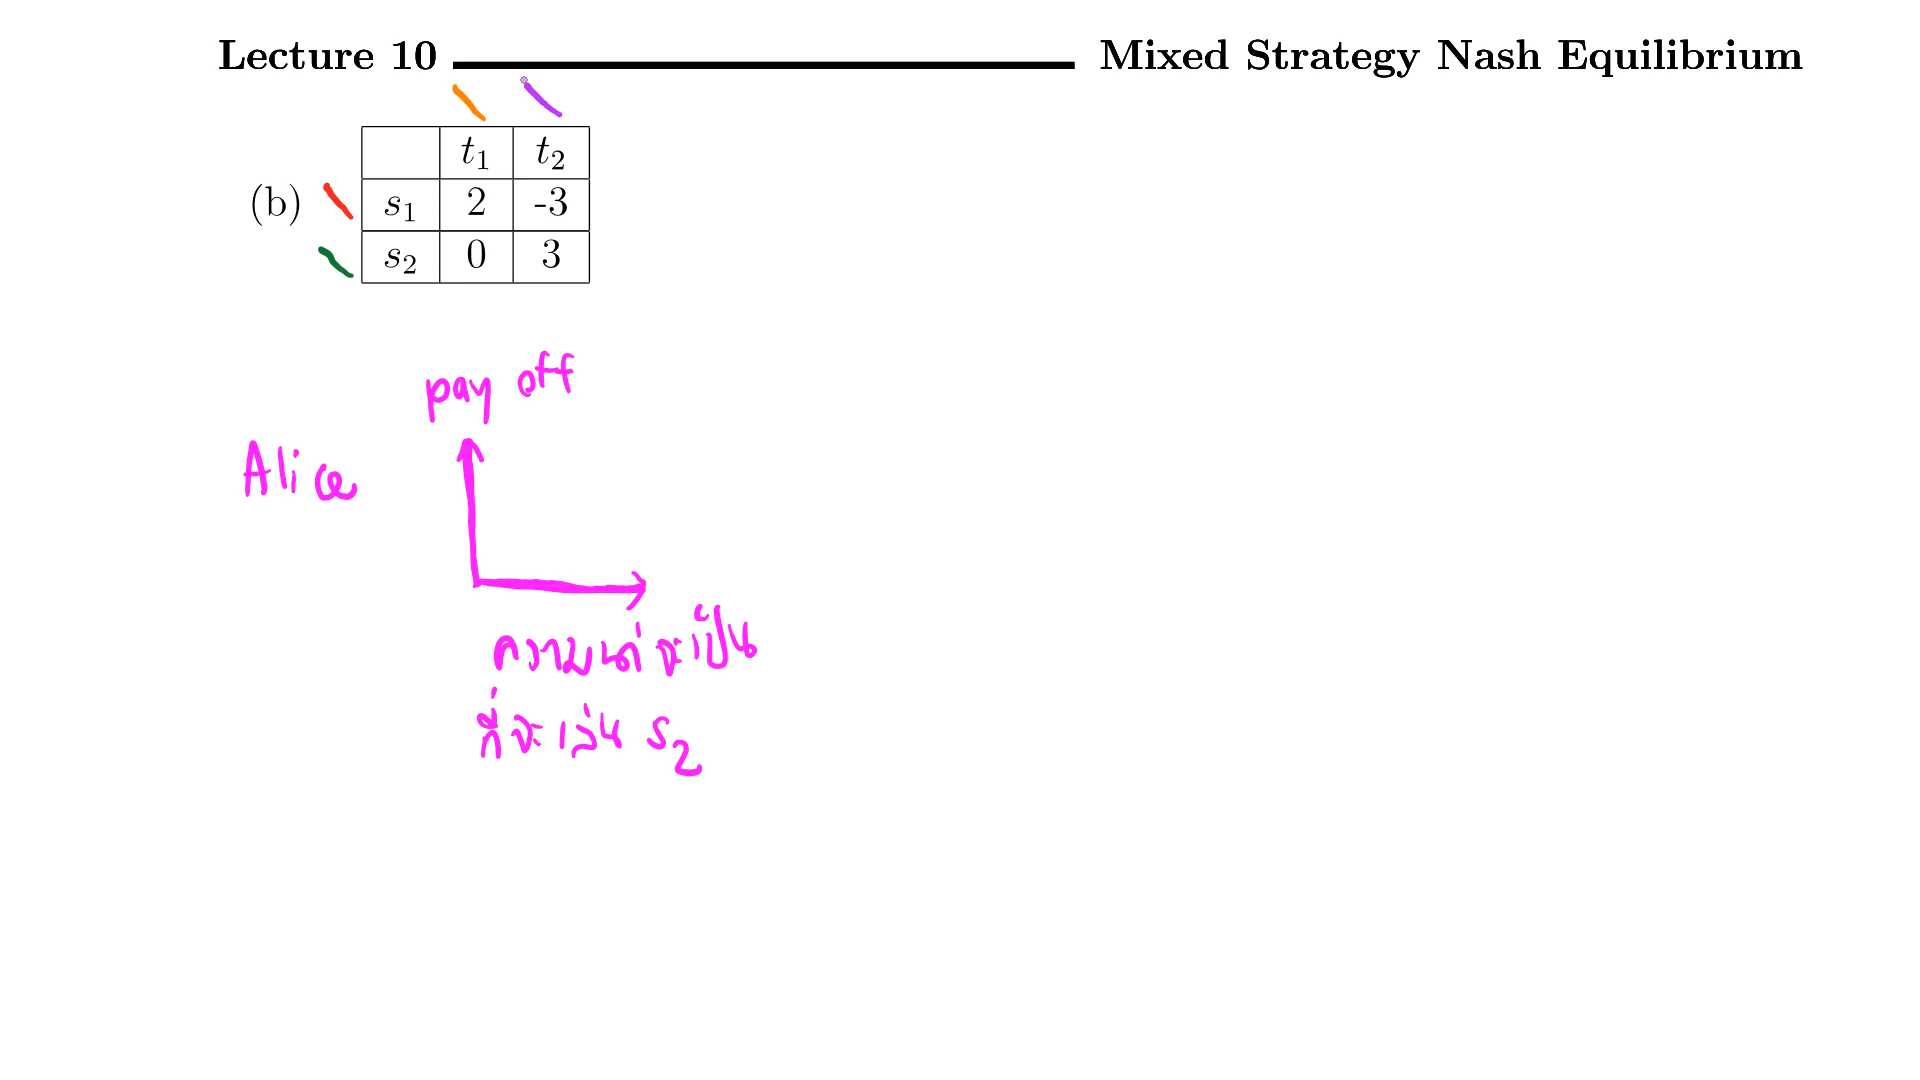 Lecture 10 Mixed Strategy Nash Equilibrium
t₁ t₂
(b) s₁ 2 -3
s₂ 0 3
pay off
Alice
ความน่าจะเป็น
ที่จะเล่น s₂